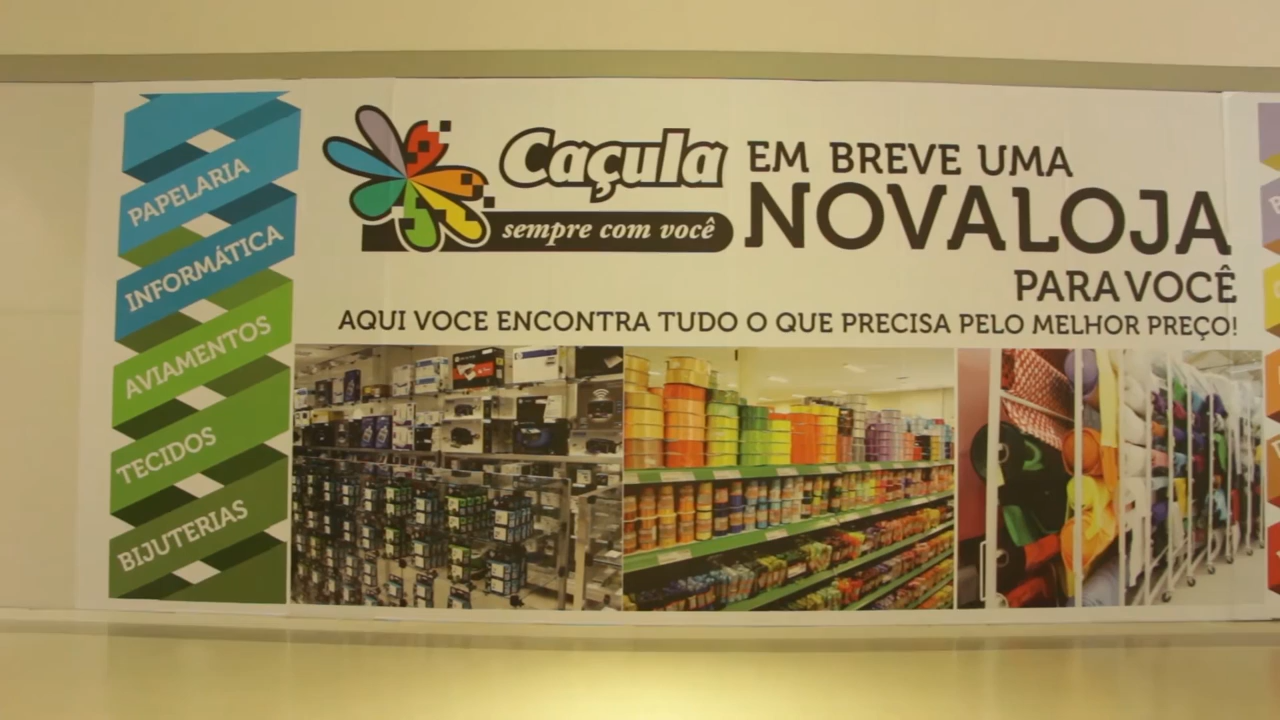 PAPELARIA
INFORMÁTICA
AVIAMENTOS
TECIDOS
BIJUTERIAS
Caçula
sempre com você
EM BREVE UMA
NOVALOJA
PARA VOCÊ
AQUI VOCE ENCONTRA TUDO O QUE PRECISA PELO MELHOR PREÇO!